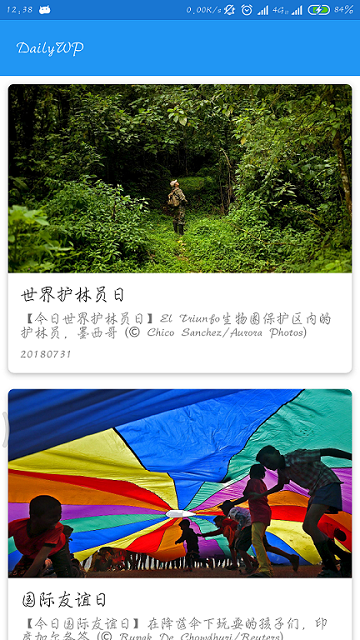 12,38 0.00K/s 4G 84%
DailyWP
世界护林员日
【今日世界护林员日】El Triunfo生物圈保护区内的
护林员，墨西哥 (© Chico Sanchez/Aurora Photos)
20180731
国际友谊日
【今日国际友谊日】在降落伞下玩耍的孩子们，印
度加尔各答 (© Rupak De Chowdhuri/Reuters)